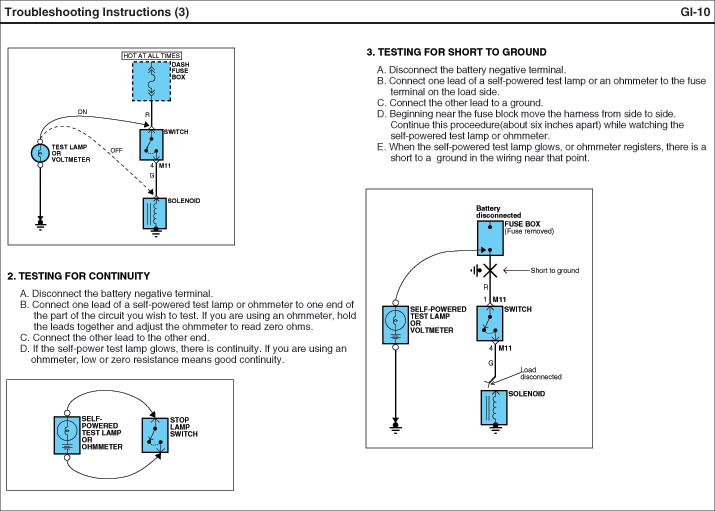 Troubleshooting Instructions (3)
GI-10
HOT AT ALL TIMES
DASH
FUSE
BOX
R
ON
SWITCH
TEST LAMP
OR
VOLTMETER
OFF
4 M11
G
SOLENOID
2. TESTING FOR CONTINUITY
A. Disconnect the battery negative terminal.
B. Connect one lead of a self-powered test lamp or ohmmeter to one end of
the part of the circuit you wish to test. If you are using an ohmmeter, hold
the leads together and adjust the ohmmeter to read zero ohms.
C. Connect the other lead to the other end.
D. If the self-power test lamp glows, there is continuity. If you are using an
ohmmeter, low or zero resistance means good continuity.
SELF-
POWERED
TEST LAMP
OR
OHMMETER
STOP
LAMP
SWITCH
3. TESTING FOR SHORT TO GROUND
A. Disconnect the battery negative terminal.
B. Connect one lead of a self-powered test lamp or an ohmmeter to the fuse
terminal on the load side.
C. Connect the other lead to a ground.
D. Beginning near the fuse block move the harness from side to side.
Continue this proceedure(about six inches apart) while watching the
self-powered test lamp or ohmmeter.
E. When the self-powered test lamp glows, or ohmmeter registers, there is a
short to a ground in the wiring near that point.
Battery
disconnected
FUSE BOX
(Fuse removed)
Short to ground
R
1 M11
SELF-POWERED
TEST LAMP
OR
VOLTMETER
SWITCH
4 M11
G
Load
disconnected
SOLENOID